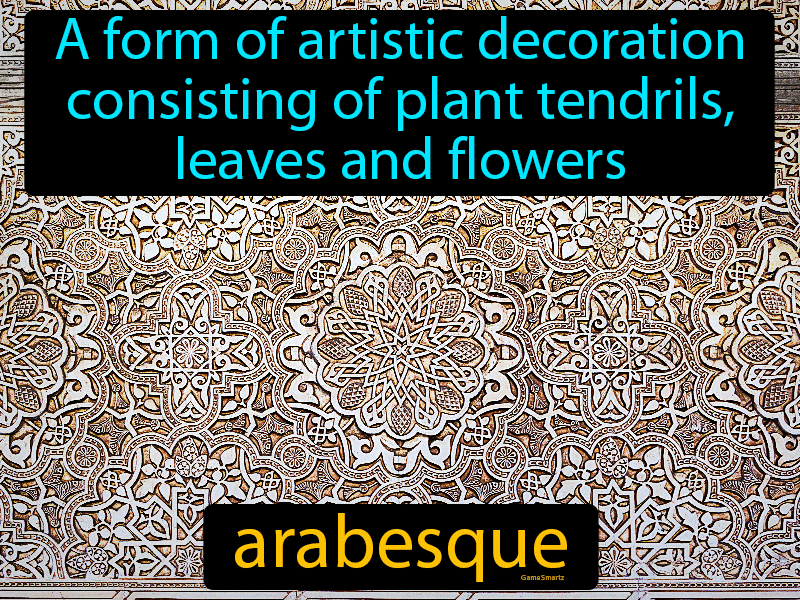 A form of artistic decoration
consisting of plant tendrils,
leaves and flowers
arabesque
GameSmartz